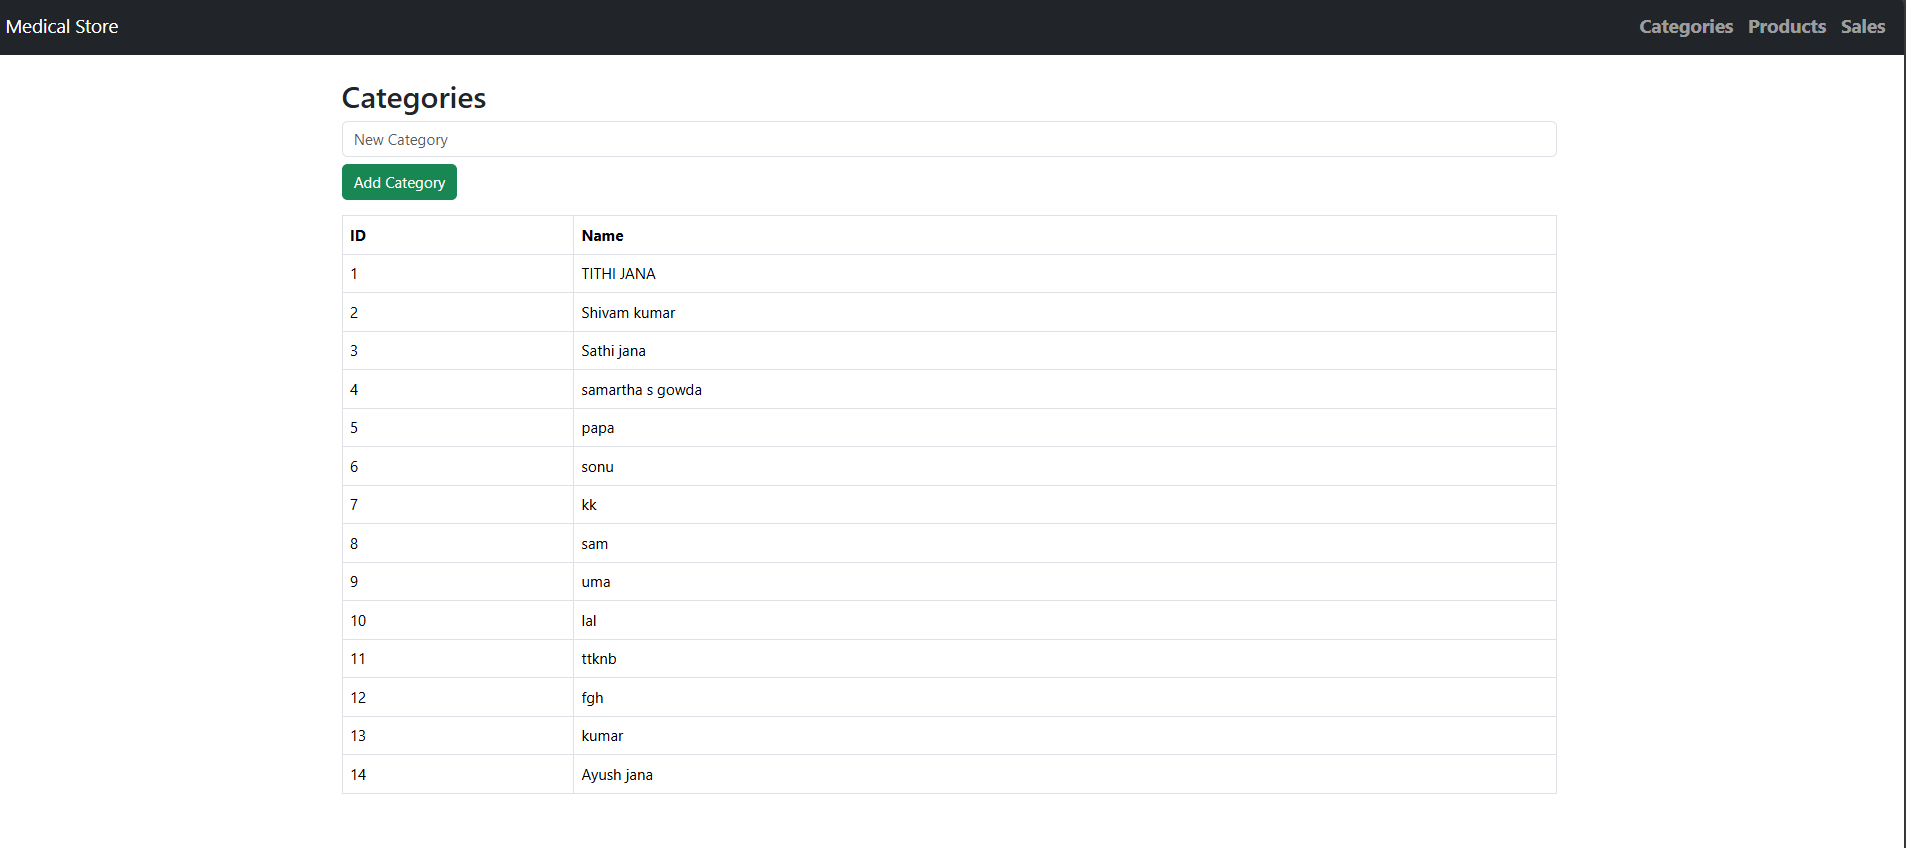 Medical Store Categories Products Sales
Categories
New Category
Add Category
ID Name
1 TITHI JANA
2 Shivam kumar
3 Sathi jana
4 samartha s gowda
5 papa
6 sonu
7 kk
8 sam
9 uma
10 lal
11 ttknb
12 fgh
13 kumar
14 Ayush jana